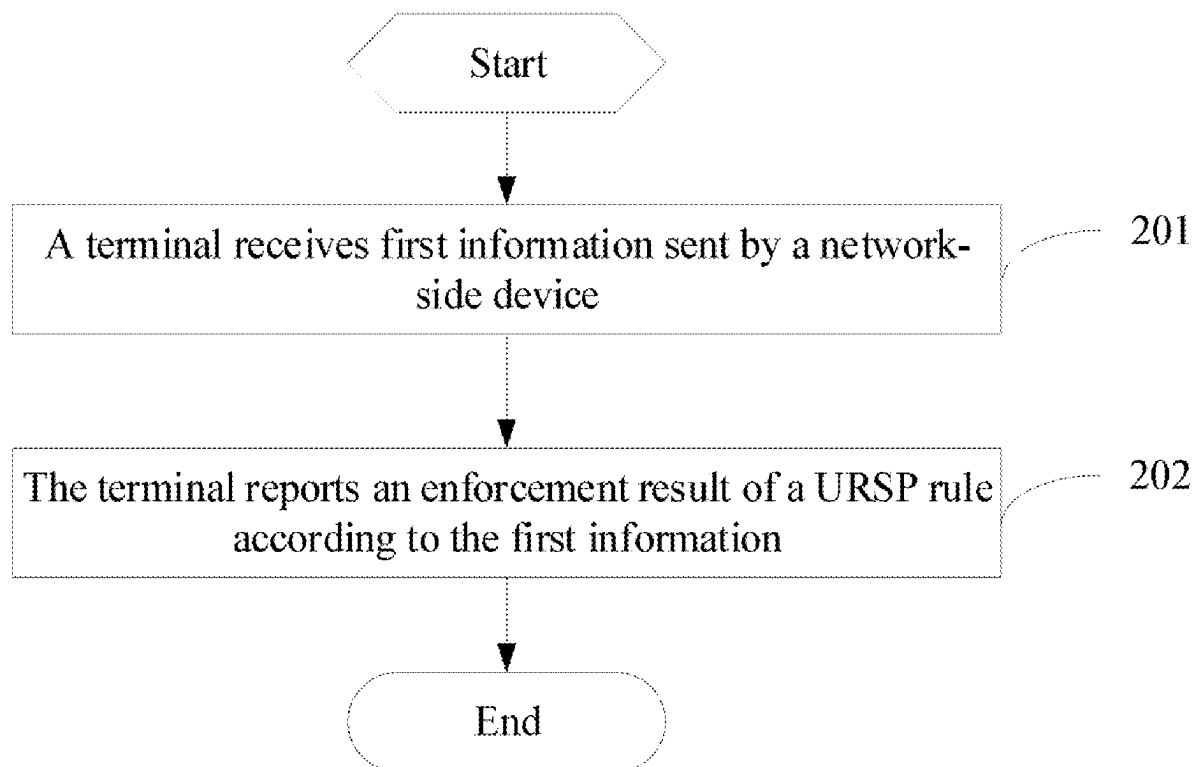 Start
A terminal receives first information sent by a network-
side device
201
The terminal reports an enforcement result of a URSP rule
according to the first information
202
End